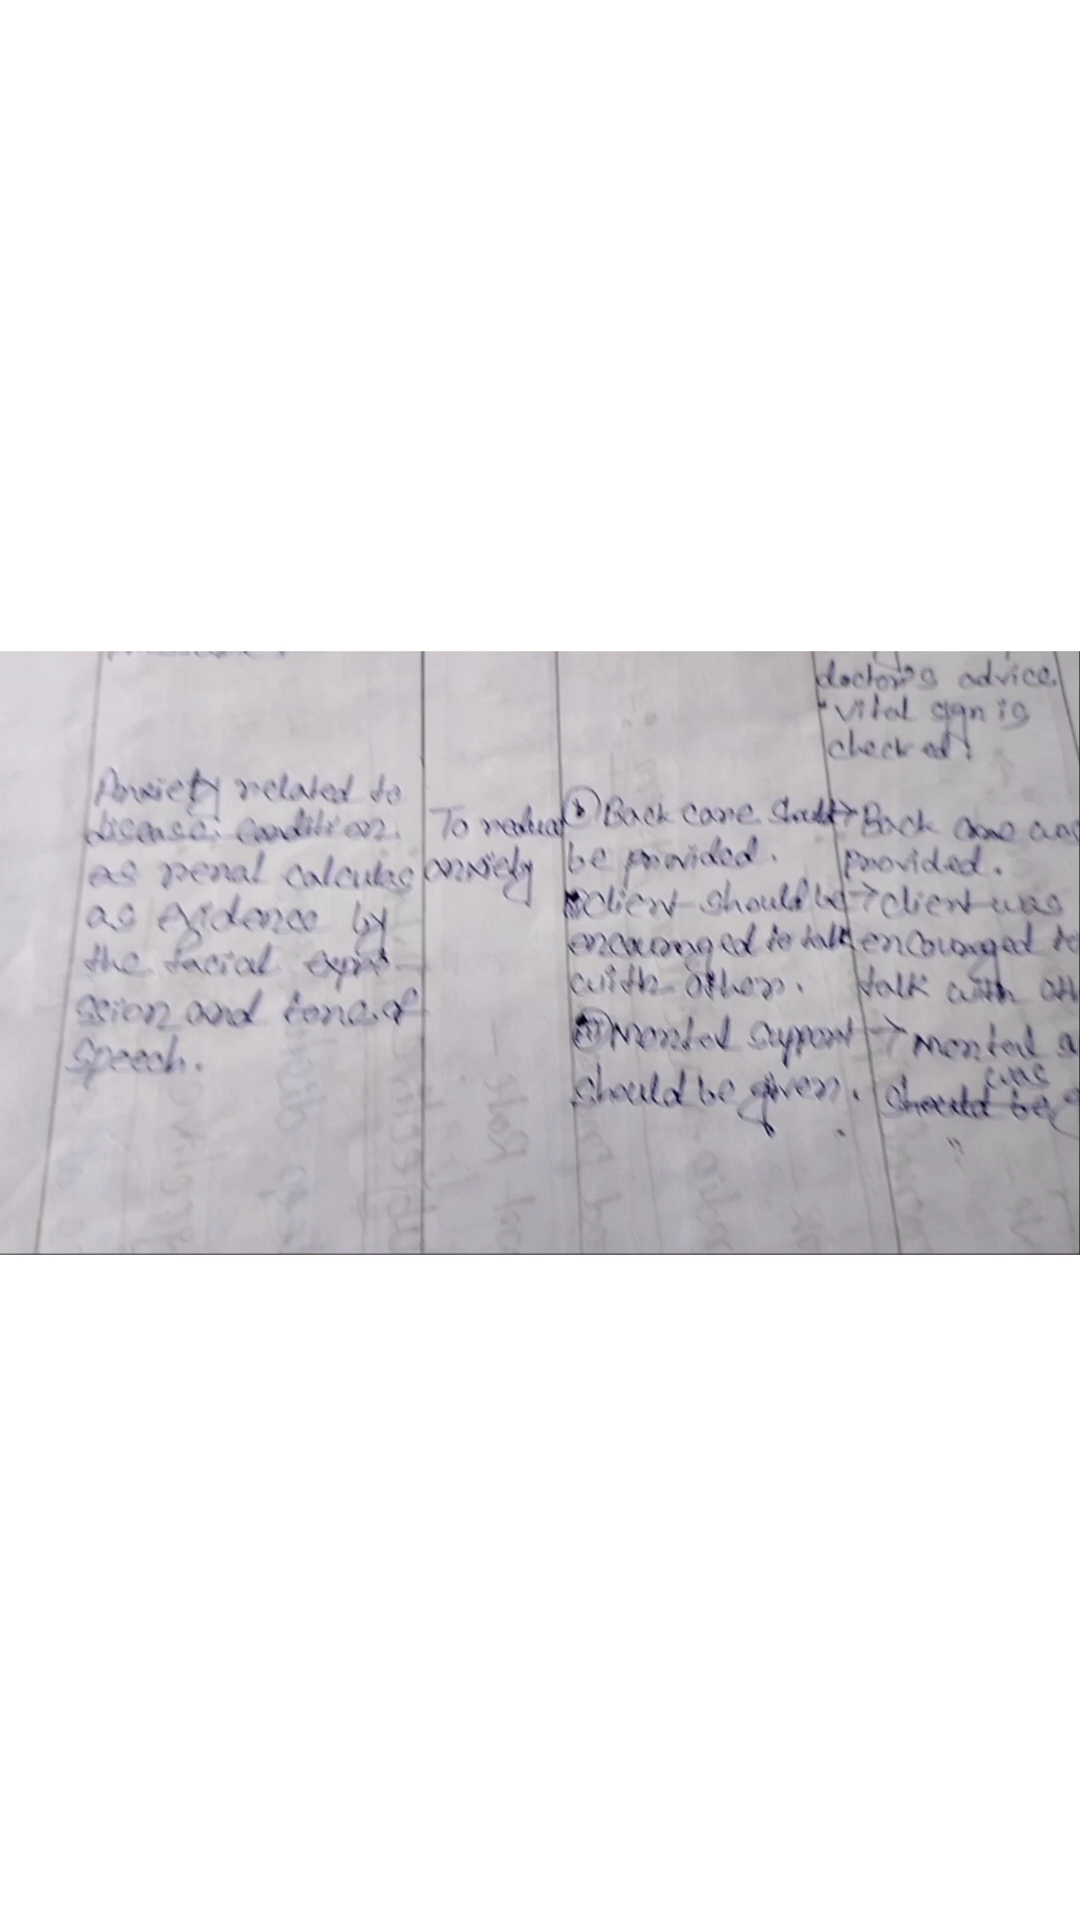 doctor's advice.
• vital sign is
checked.
Anxiety related to
disease condition.
as renal calculas
as evidence by
the facial expre-
ssion and tone of
speech.
To reduce
anxiety
Back care should
be provided.
client should be
encouraged to talk
with other.
iii) Mental support
should be given.
→ Back care was
provided.
→ client was
encouraged to
talk with
→ Mental
was
should be